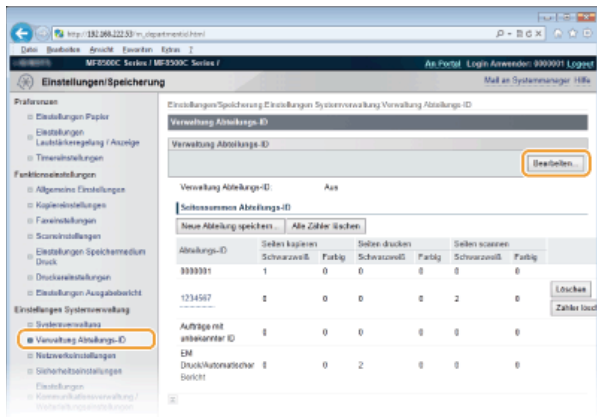 http://192.168.222.53/m_departmentid.html
Datei Bearbeiten Ansicht Favoriten Extras ?
MF8500C Series / MF8500C Series /
An Portal Login Anwender: 0000001 Logout
Einstellungen/Speicherung
Mail an Systemmanager Hilfe
Präferenzen
Einstellungen Papier
Einstellungen Lautstärkeregelung / Anzeige
Timereinstellungen
Funktionseinstellungen
Allgemeine Einstellungen
Kopiereinstellungen
Faxeinstellungen
Scaneinstellungen
Einstellungen Speichermedium Druck
Druckereinstellungen
Einstellungen Ausgabebericht
Einstellungen Systemverwaltung
Systemverwaltung
Verwaltung Abteilungs-ID
Netzwerkeinstellungen
Sicherheitseinstellungen
Einstellungen Kommunikationsverwaltung /
Einstellungen/Speicherung:Einstellungen Systemverwaltung:Verwaltung Abteilungs-ID
Verwaltung Abteilungs-ID
Verwaltung Abteilungs-ID
Bearbeiten...
Verwaltung Abteilungs-ID: Aus
Seitensummen Abteilungs-ID
Neue Abteilung speichern... Alle Zähler löschen
Abteilungs-ID Seiten kopieren Seiten drucken Seiten scannen
Schwarzweiß Farbig Schwarzweiß Farbig Schwarzweiß Farbig
0000001 1 0 0 0 0 0
1234567 0 0 0 0 2 0 Löschen
Zähler lösch
Aufträge mit unbekannter ID 0 0 0 0 0 0
EM Druck/Automatischer Bericht 0 0 2 0 0 0